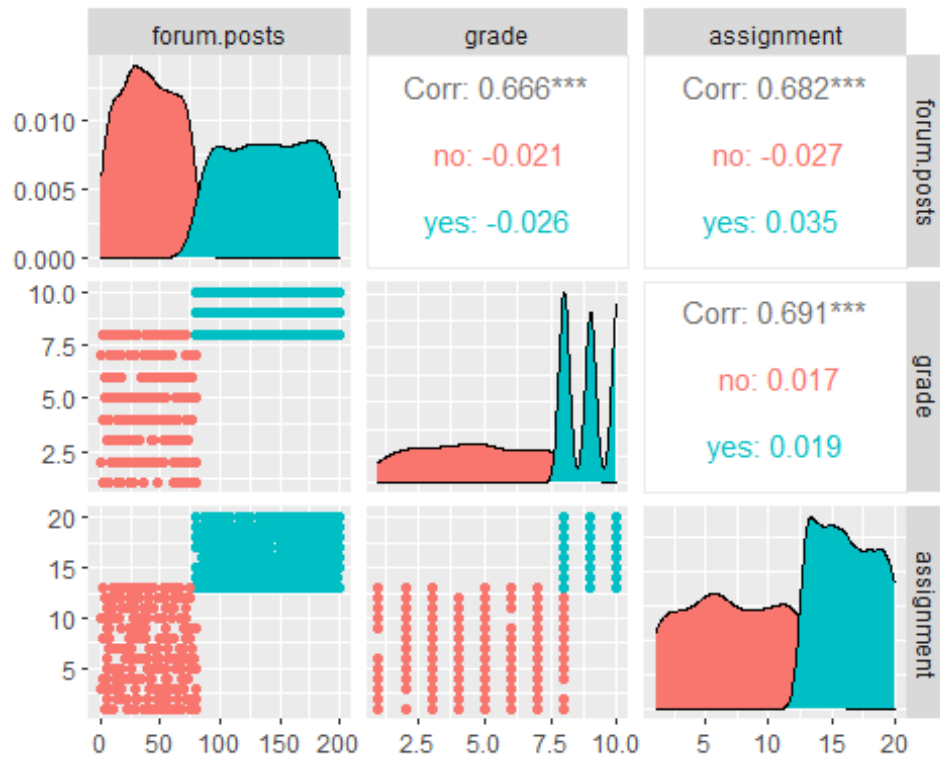 forum.posts grade assignment
0.010
0.005
0.000
Corr: 0.666***
no: -0.021
yes: -0.026
Corr: 0.682***
no: -0.027
yes: 0.035
forum.posts
10.0
7.5
5.0
2.5
Corr: 0.691***
no: 0.017
yes: 0.019
grade
20
15
10
5
assignment
0 50 100 150 200
2.5 5.0 7.5 10.0
5 10 15 20